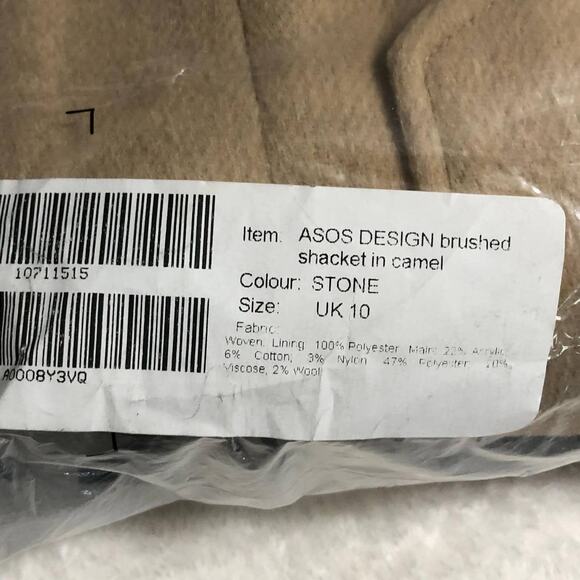 10711515
A0008Y3VQ
Item: ASOS DESIGN brushed
shacket in camel
Colour: STONE
Size: UK 10
Fabric:
Woven, Lining: 100% Polyester, Main: Acrylic,
6% Cotton, 3% Nylon, 47% Polyester, 20%
Viscose, 2% Wool